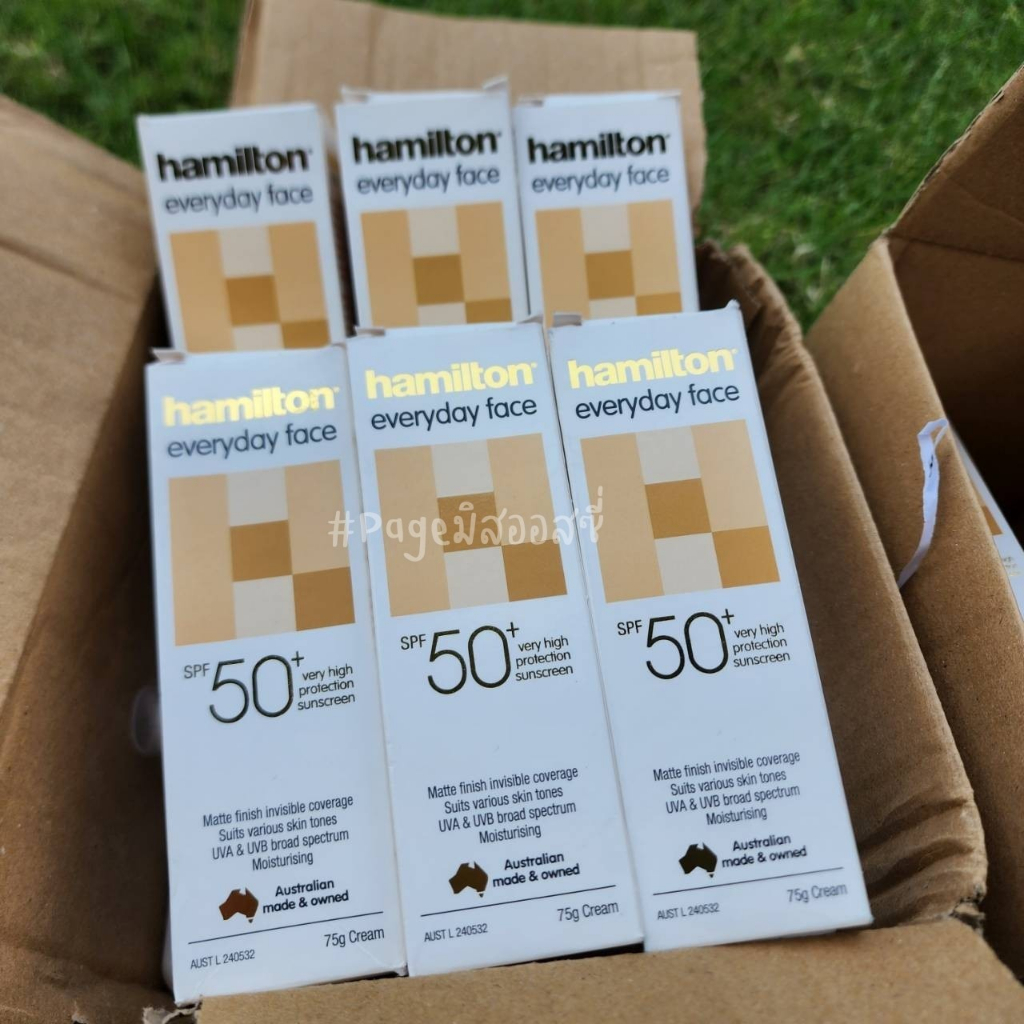 hamilton
everyday face
hamilton
everyday face
hamilton
everyday face
hamilton
everyday face
SPF 50+ very high
protection
sunscreen
Matte finish invisible coverage
Suits various skin tones
UVA & UVB broad spectrum
Moisturising
Australian
made & owned
AUST L 240532
75g Cream
hamilton
everyday face
SPF 50+ very high
protection
sunscreen
Matte finish invisible coverage
Suits various skin tones
UVA & UVB broad spectrum
Moisturising
Australian
made & owned
AUST L 240532
75g Cream
hamilton
everyday face
SPF 50+ very high
protection
sunscreen
Matte finish invisible coverage
Suits various skin tones
UVA & UVB broad spectrum
Moisturising
Australian
made & owned
AUST L 240532
75g Cream
#Pageมิสออสซี่